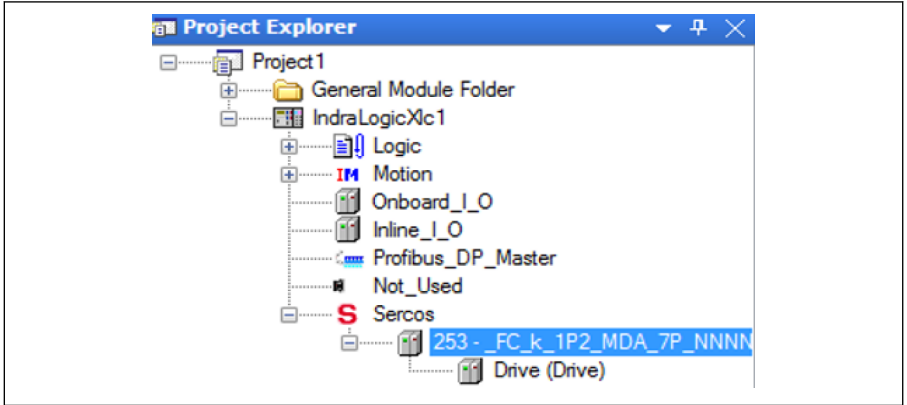 Project Explorer
Project1
General Module Folder
IndraLogicXlc1
Logic
IM Motion
Onboard_I_O
Inline_I_O
Profibus_DP_Master
Not_Used
S Sercos
253 - _FC_k_1P2_MDA_7P_NNNN
Drive (Drive)